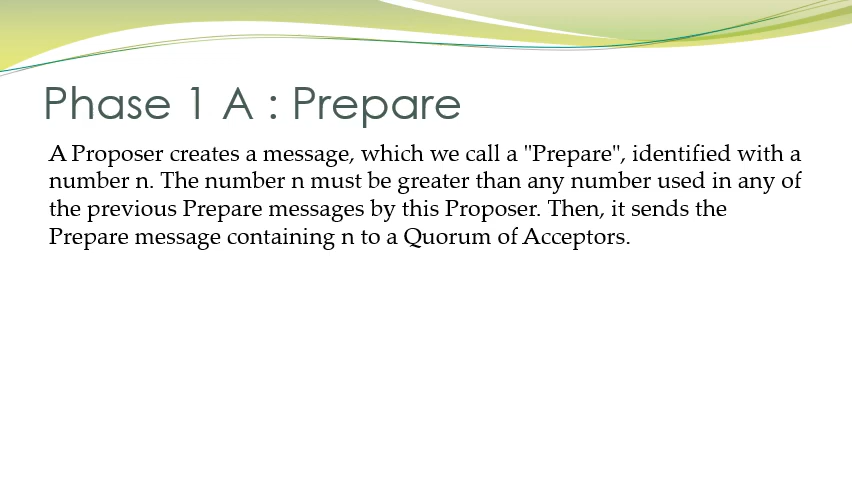 Phase 1 A : Prepare
A Proposer creates a message, which we call a "Prepare", identified with a
number n. The number n must be greater than any number used in any of
the previous Prepare messages by this Proposer. Then, it sends the
Prepare message containing n to a Quorum of Acceptors.